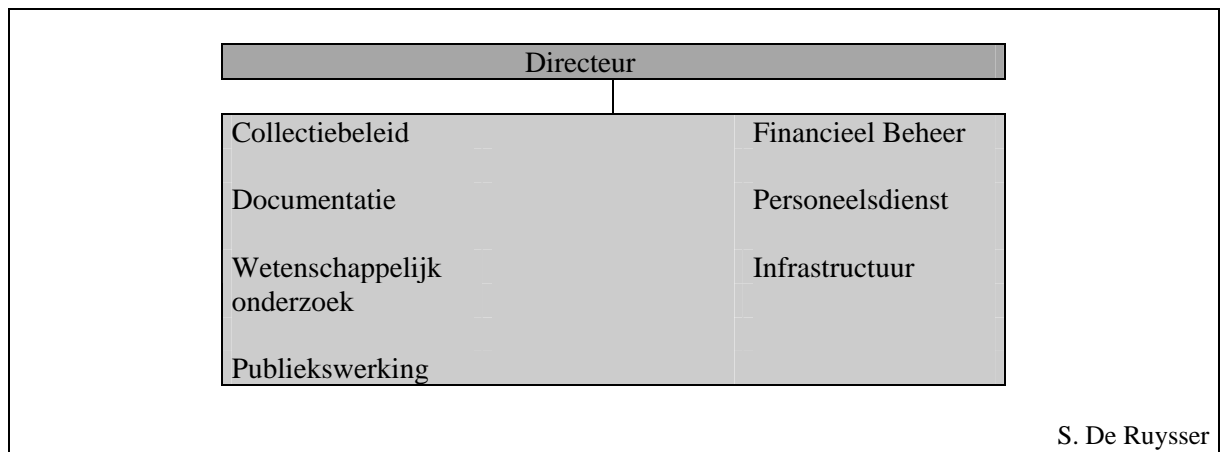 Directeur
Collectiebeleid
Documentatie
Wetenschappelijk
onderzoek
Publiekswerking
Financieel Beheer
Personeelsdienst
Infrastructuur
S. De Ruysser